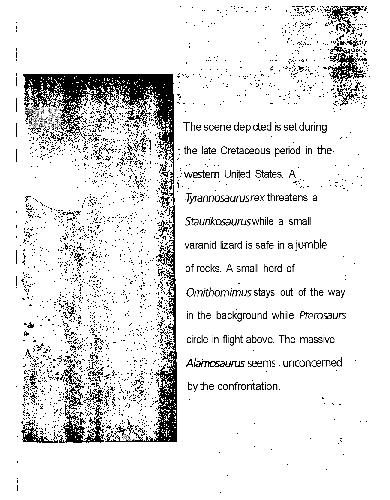 The scene depicted is set during
the late Cretaceous period in the
western United States. A
Tyrannosaurus rex threatens a
Staurikosaurus while a small
varanid lizard is safe in a jumble
of rocks. A small herd of
Ornithomimus stays out of the way
in the background while Pterosaurs
circle in flight above. The massive
Alamosaurus seems unconcerned
by the confrontation.